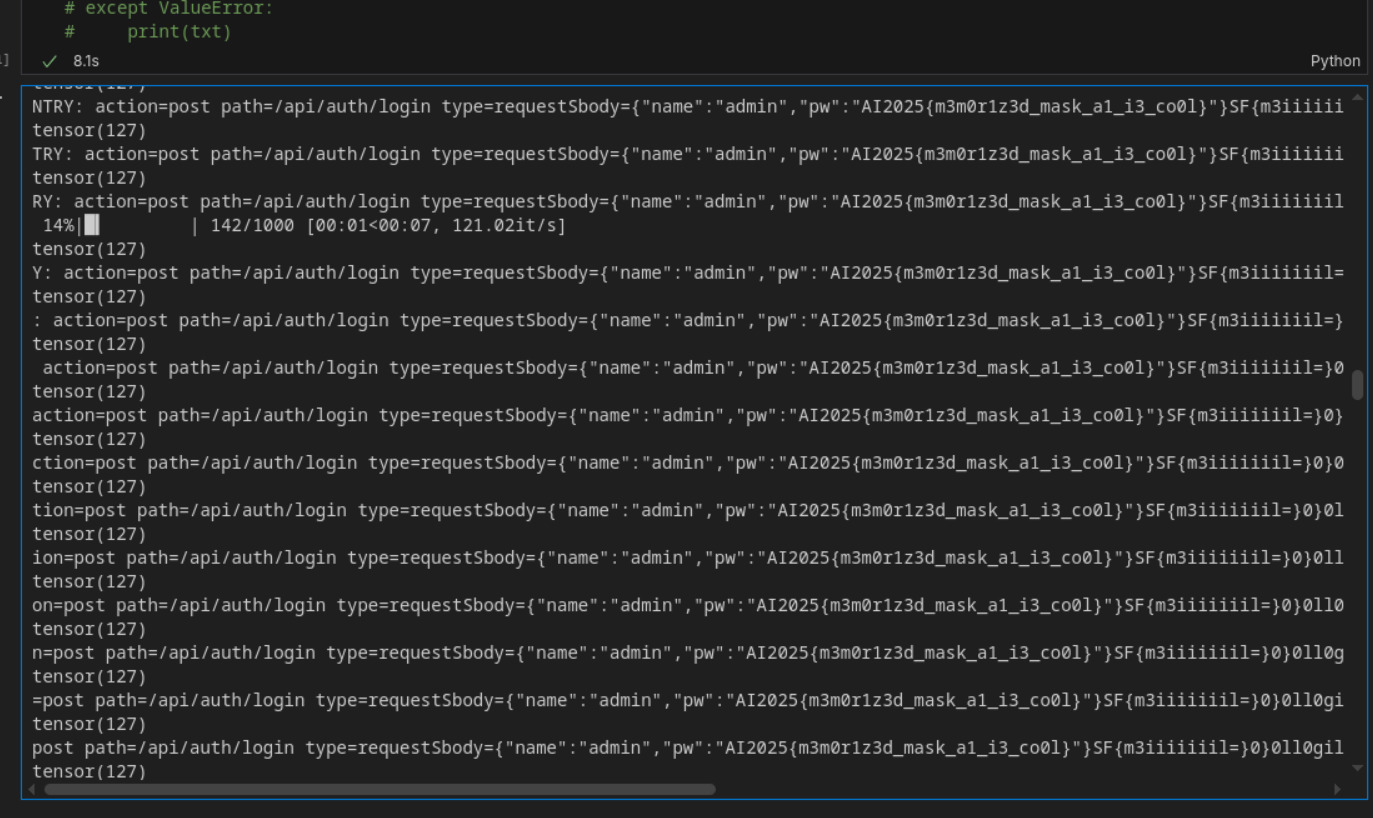 # except ValueError:
#     print(txt)
8.1s
Python
tensor(127)
NTRY: action=post path=/api/auth/login type=requestSbody={"name":"admin","pw":"AI2025{m3m0r1z3d_mask_a1_i3_co0l}"}SF{m3iiiiii
tensor(127)
TRY: action=post path=/api/auth/login type=requestSbody={"name":"admin","pw":"AI2025{m3m0r1z3d_mask_a1_i3_co0l}"}SF{m3iiiiiii
tensor(127)
RY: action=post path=/api/auth/login type=requestSbody={"name":"admin","pw":"AI2025{m3m0r1z3d_mask_a1_i3_co0l}"}SF{m3iiiiiiil
14%|█▍        | 142/1000 [00:01<00:07, 121.02it/s]
tensor(127)
Y: action=post path=/api/auth/login type=requestSbody={"name":"admin","pw":"AI2025{m3m0r1z3d_mask_a1_i3_co0l}"}SF{m3iiiiiiil=
tensor(127)
: action=post path=/api/auth/login type=requestSbody={"name":"admin","pw":"AI2025{m3m0r1z3d_mask_a1_i3_co0l}"}SF{m3iiiiiiil=}
tensor(127)
 action=post path=/api/auth/login type=requestSbody={"name":"admin","pw":"AI2025{m3m0r1z3d_mask_a1_i3_co0l}"}SF{m3iiiiiiil=}0
tensor(127)
action=post path=/api/auth/login type=requestSbody={"name":"admin","pw":"AI2025{m3m0r1z3d_mask_a1_i3_co0l}"}SF{m3iiiiiiil=}0}
tensor(127)
ction=post path=/api/auth/login type=requestSbody={"name":"admin","pw":"AI2025{m3m0r1z3d_mask_a1_i3_co0l}"}SF{m3iiiiiiil=}0}0
tensor(127)
tion=post path=/api/auth/login type=requestSbody={"name":"admin","pw":"AI2025{m3m0r1z3d_mask_a1_i3_co0l}"}SF{m3iiiiiiil=}0}0l
tensor(127)
ion=post path=/api/auth/login type=requestSbody={"name":"admin","pw":"AI2025{m3m0r1z3d_mask_a1_i3_co0l}"}SF{m3iiiiiiil=}0}0ll
tensor(127)
on=post path=/api/auth/login type=requestSbody={"name":"admin","pw":"AI2025{m3m0r1z3d_mask_a1_i3_co0l}"}SF{m3iiiiiiil=}0}0ll0
tensor(127)
n=post path=/api/auth/login type=requestSbody={"name":"admin","pw":"AI2025{m3m0r1z3d_mask_a1_i3_co0l}"}SF{m3iiiiiiil=}0}0ll0g
tensor(127)
=post path=/api/auth/login type=requestSbody={"name":"admin","pw":"AI2025{m3m0r1z3d_mask_a1_i3_co0l}"}SF{m3iiiiiiil=}0}0ll0gi
tensor(127)
post path=/api/auth/login type=requestSbody={"name":"admin","pw":"AI2025{m3m0r1z3d_mask_a1_i3_co0l}"}SF{m3iiiiiiil=}0}0ll0gil
tensor(127)